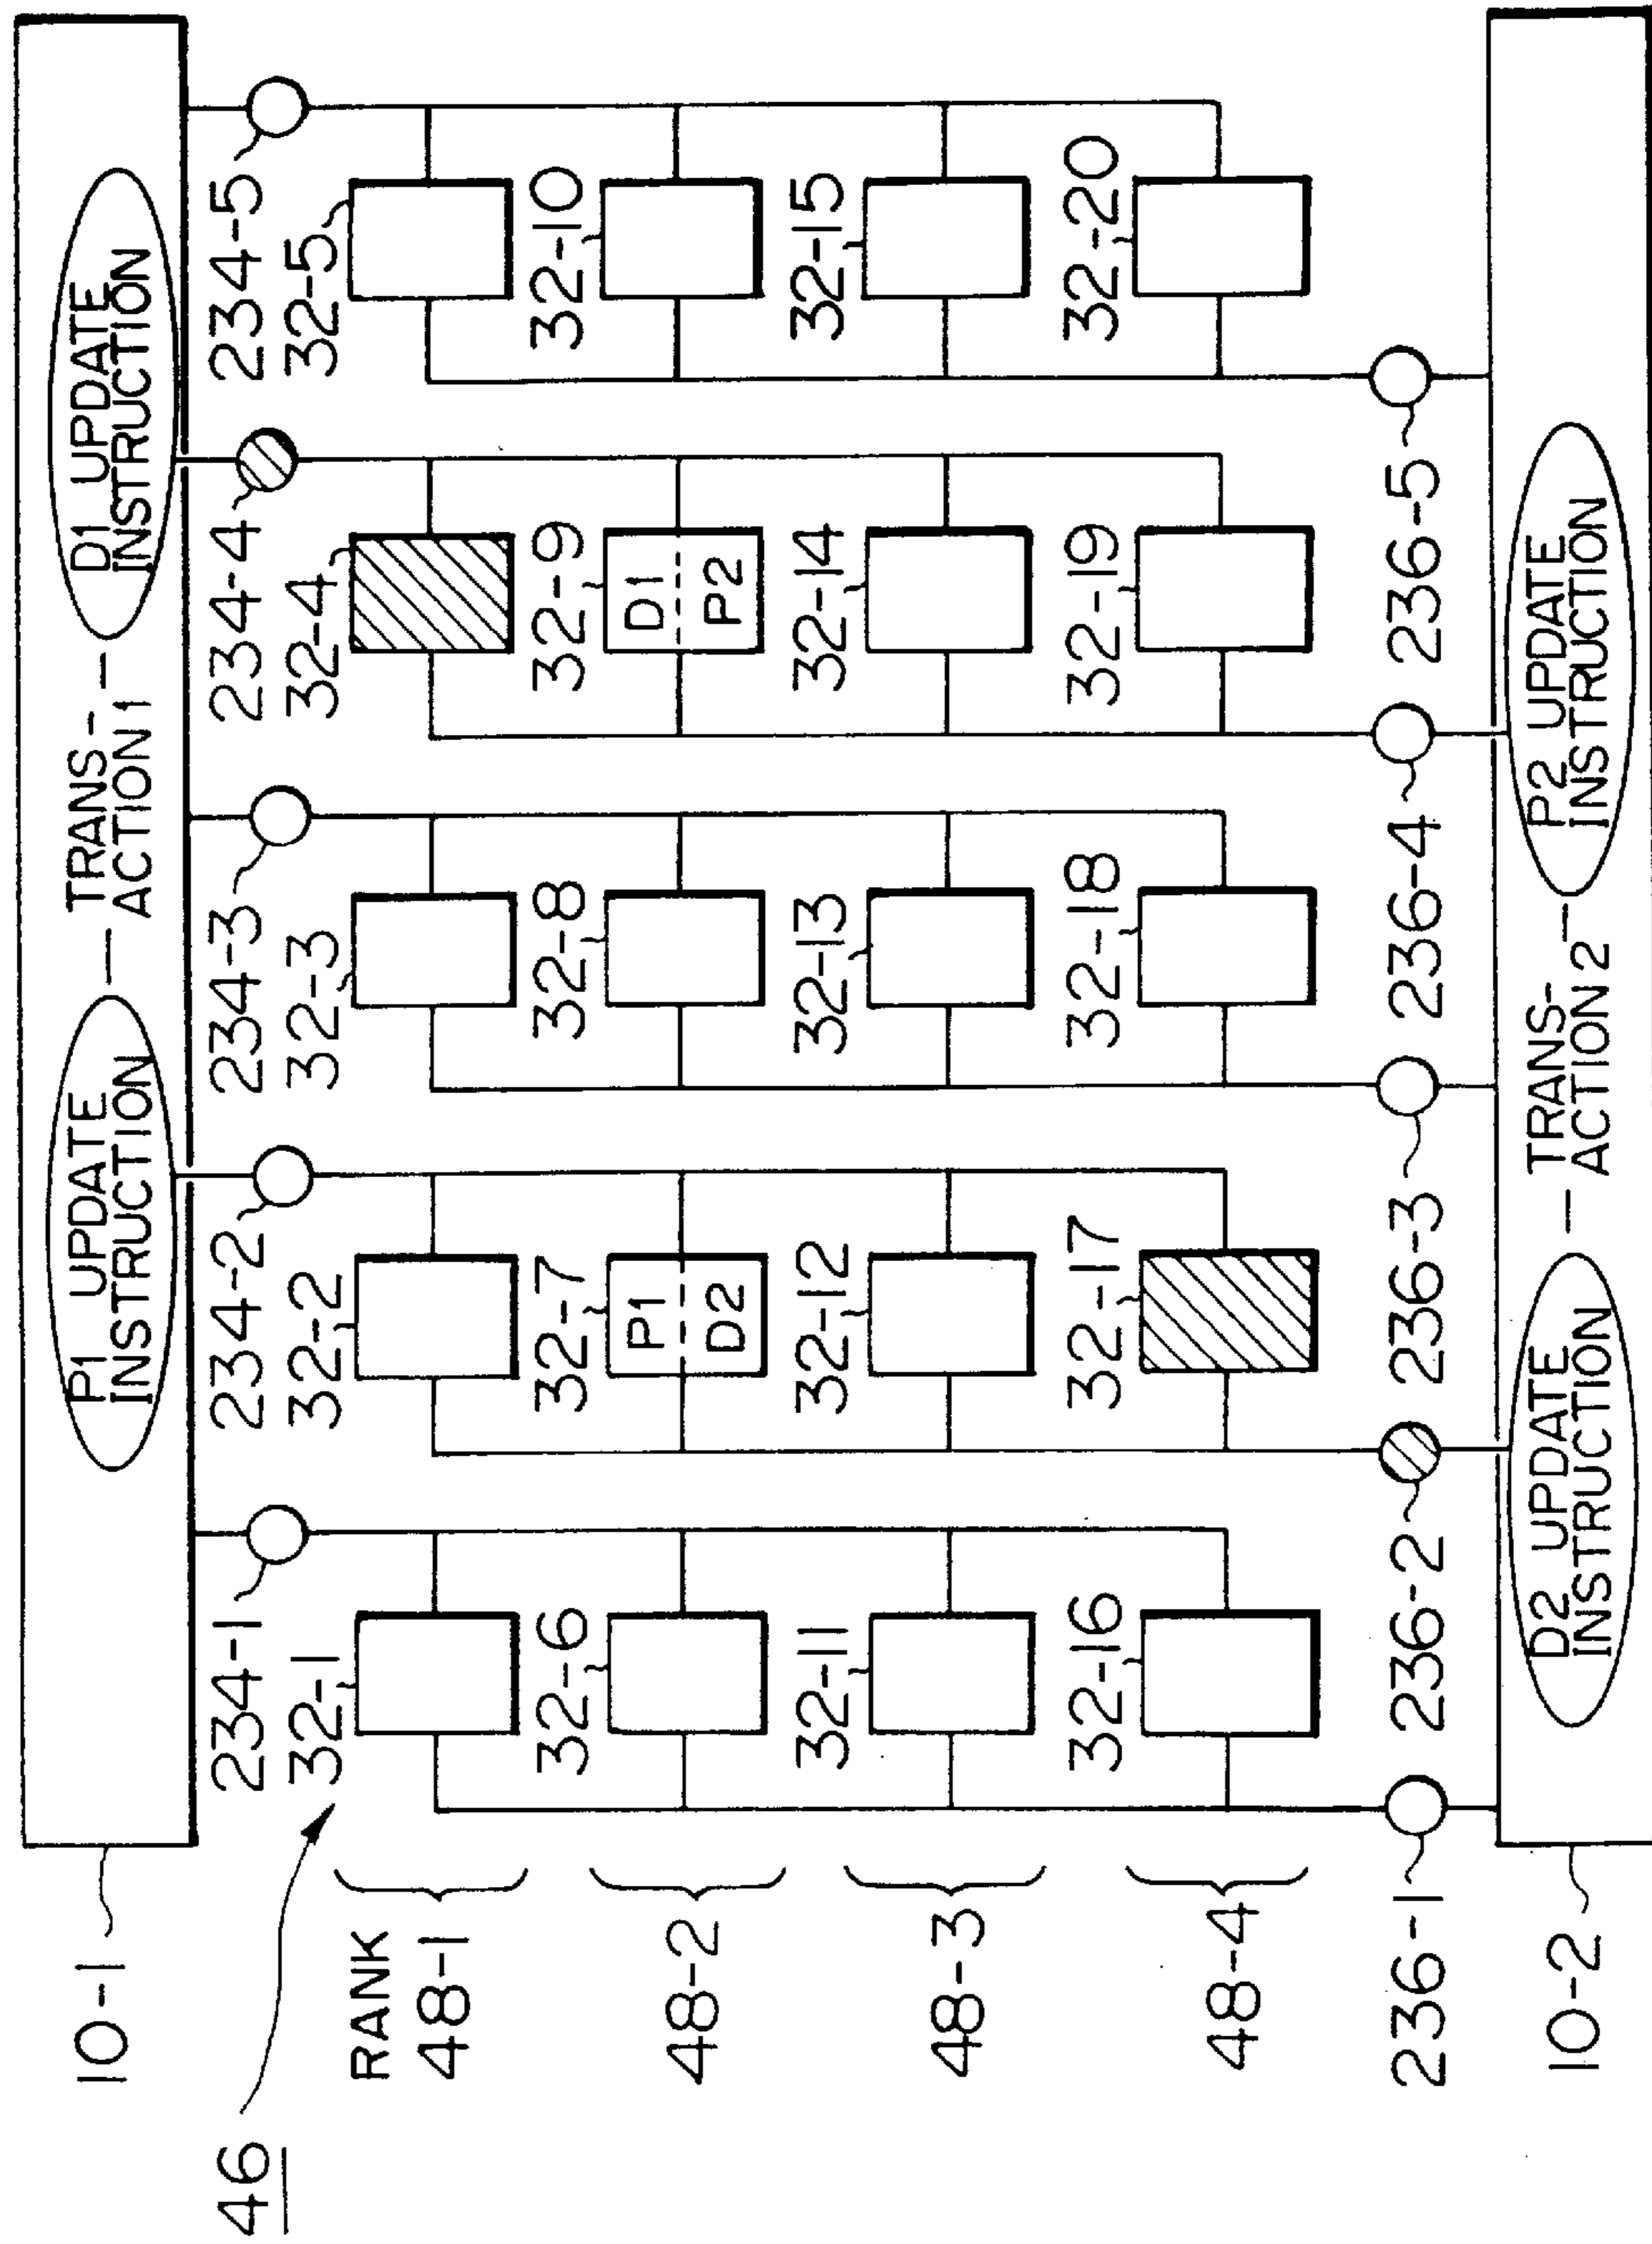 10-1
P1 UPDATE
INSTRUCTION
TRANS-
ACTION 1
D1 UPDATE
INSTRUCTION
46
234-1
234-2
234-3
234-4
234-5
RANK
48-1
32-1
32-2
32-3
32-4
32-5
48-2
32-6
32-7
32-8
32-9
32-10
P1
D2
D1
P2
48-3
32-11
32-12
32-13
32-14
32-15
48-4
32-16
32-17
32-18
32-19
32-20
236-1
236-2
236-3
236-4
236-5
10-2
D2 UPDATE
INSTRUCTION
TRANS-
ACTION 2
P2 UPDATE
INSTRUCTION